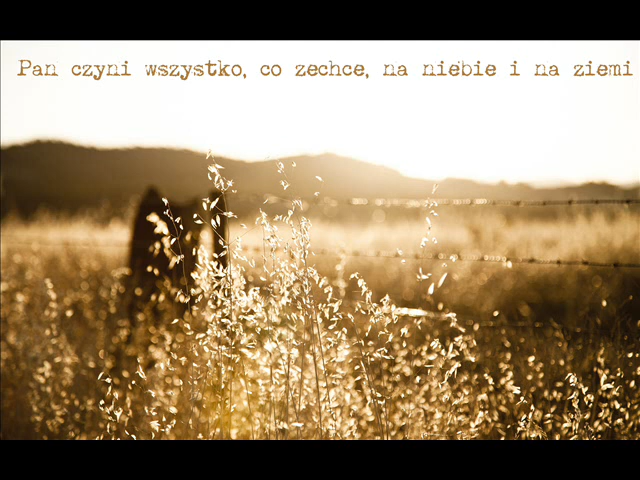 Pan czyni wszystko, co zechce, na niebie i na ziemi